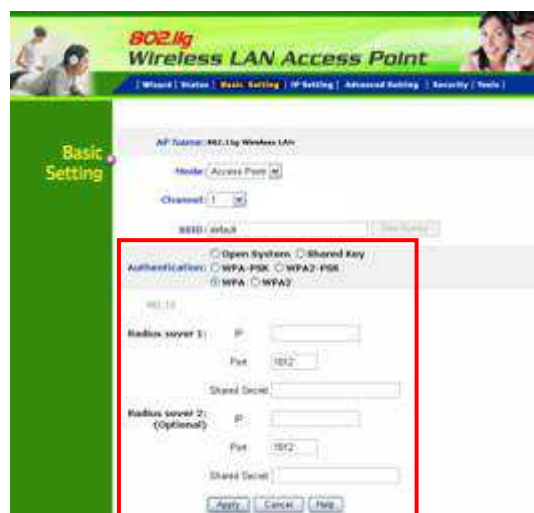 802.11g
Wireless LAN Access Point
| Wizard | Status | Basic Setting | IP Setting | Advanced Setting | Security | Tools |
Basic
Setting
AP Name: 802.11g Wireless LAN
Mode: Access Point
Channel: 1
SSID: default
Open System Shared Key
Authentication: WPA-PSK WPA2-PSK
WPA WPA2
802.1X
Radius sover 1: IP
Port 1812
Shared Secret
Radius sover 2: IP
(Optional)
Port 1812
Shared Secret
Apply Cancel Help